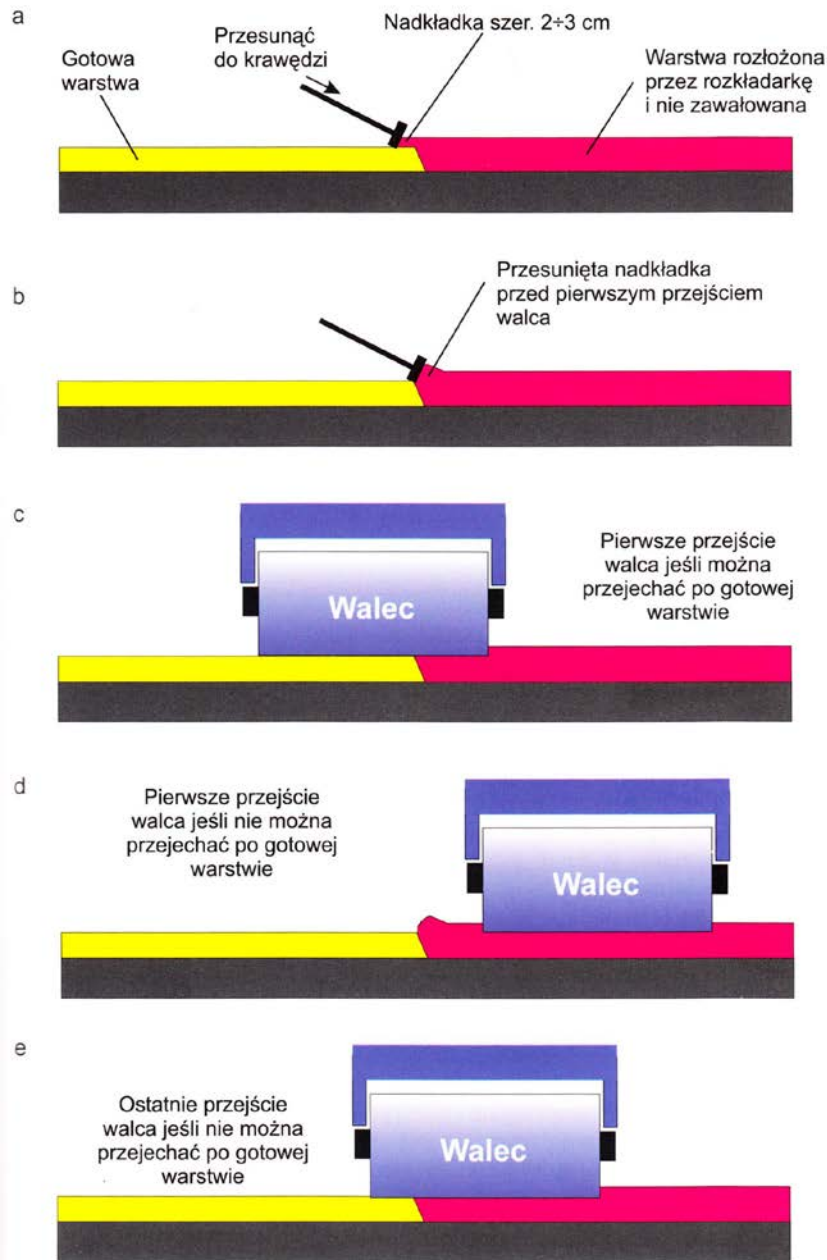 a
Przesunąć
do krawędzi
Nadkładka szer. 2÷3 cm
Gotowa
warstwa
Warstwa rozłożona
przez rozkładarkę
i nie zawałowana
b
Przesunięta nadkładka
przed pierwszym przejściem
walca
c
Walec
Pierwsze przejście
walca jeśli można
przejechać po gotowej
warstwie
d
Pierwsze przejście
walca jeśli nie można
przejechać po gotowej
warstwie
Walec
e
Ostatnie przejście
walca jeśli nie można
przejechać po gotowej
warstwie
Walec